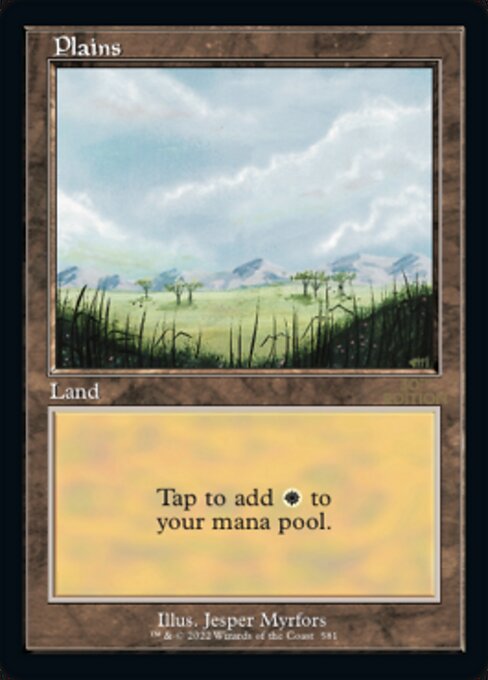 Plains
Land
Tap to add to
your mana pool.
Illus. Jesper Myrfors
™ & © 2022 Wizards of the Coast 581